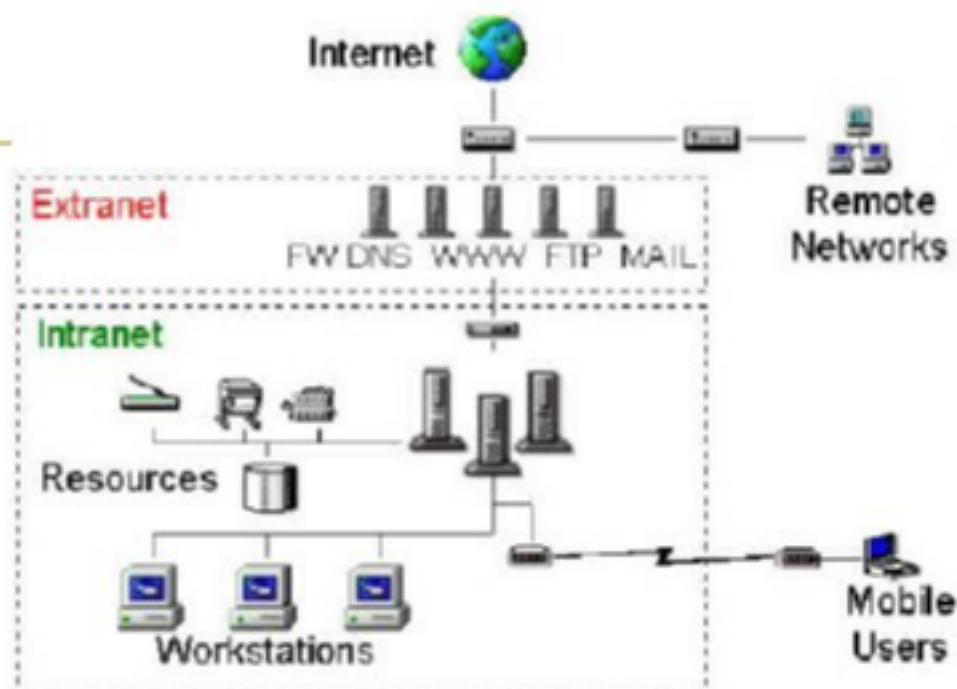 Internet
Remote
Networks
Extranet
FW DNS WWW FTP MAIL
Intranet
Resources
Workstations
Mobile
Users